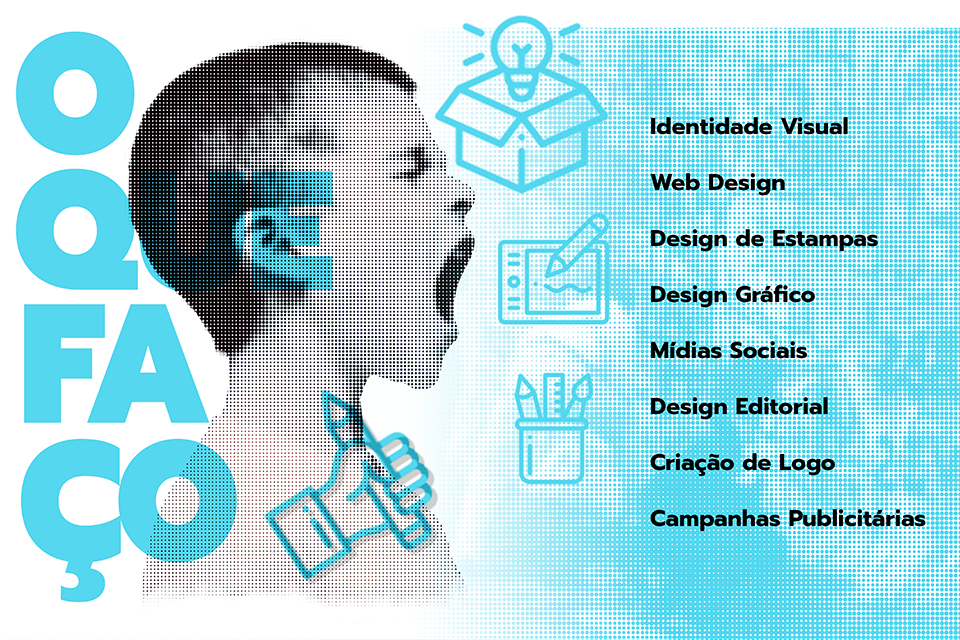 O
QUE
FAÇO
Identidade Visual
Web Design
Design de Estampas
Design Gráfico
Mídias Sociais
Design Editorial
Criação de Logo
Campanhas Publicitárias